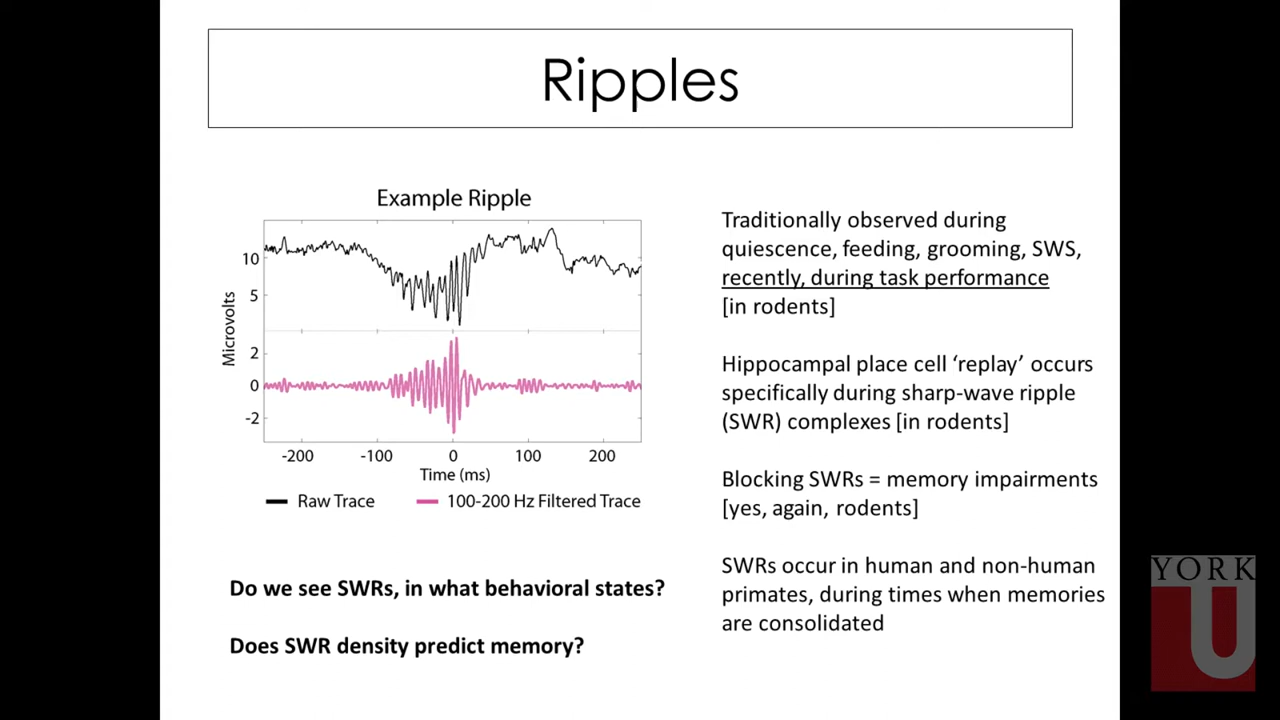 Ripples
Example Ripple
10
5
2
0
-2
Microvolts
-200 -100 0 100 200
Time (ms)
Raw Trace 100-200 Hz Filtered Trace
Do we see SWRs, in what behavioral states?
Does SWR density predict memory?
Traditionally observed during
quiescence, feeding, grooming, SWS,
recently, during task performance
[in rodents]
Hippocampal place cell ‘replay’ occurs
specifically during sharp-wave ripple
(SWR) complexes [in rodents]
Blocking SWRs = memory impairments
[yes, again, rodents]
SWRs occur in human and non-human
primates, during times when memories
are consolidated
YORK
U